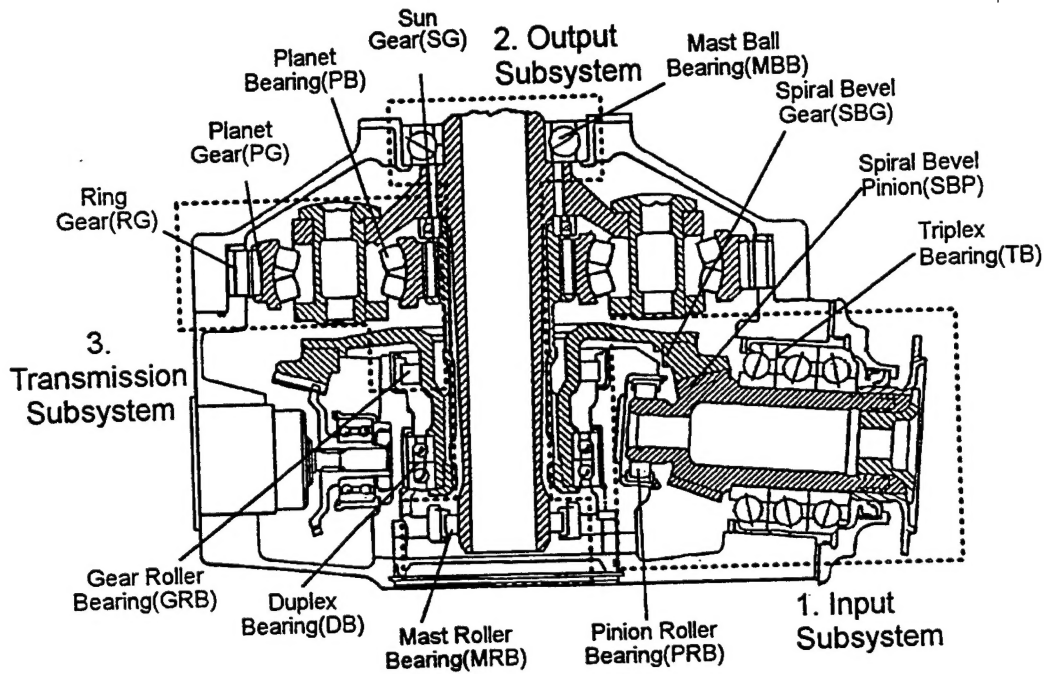 Sun
Gear(SG)
2. Output
Subsystem
Mast Ball
Bearing(MBB)
Planet
Bearing(PB)
Spiral Bevel
Gear(SBG)
Planet
Gear(PG)
Spiral Bevel
Pinion(SBP)
Ring
Gear(RG)
Triplex
Bearing(TB)
3.
Transmission
Subsystem
Gear Roller
Bearing(GRB)
Duplex
Bearing(DB)
Mast Roller
Bearing(MRB)
Pinion Roller
Bearing(PRB)
1. Input
Subsystem